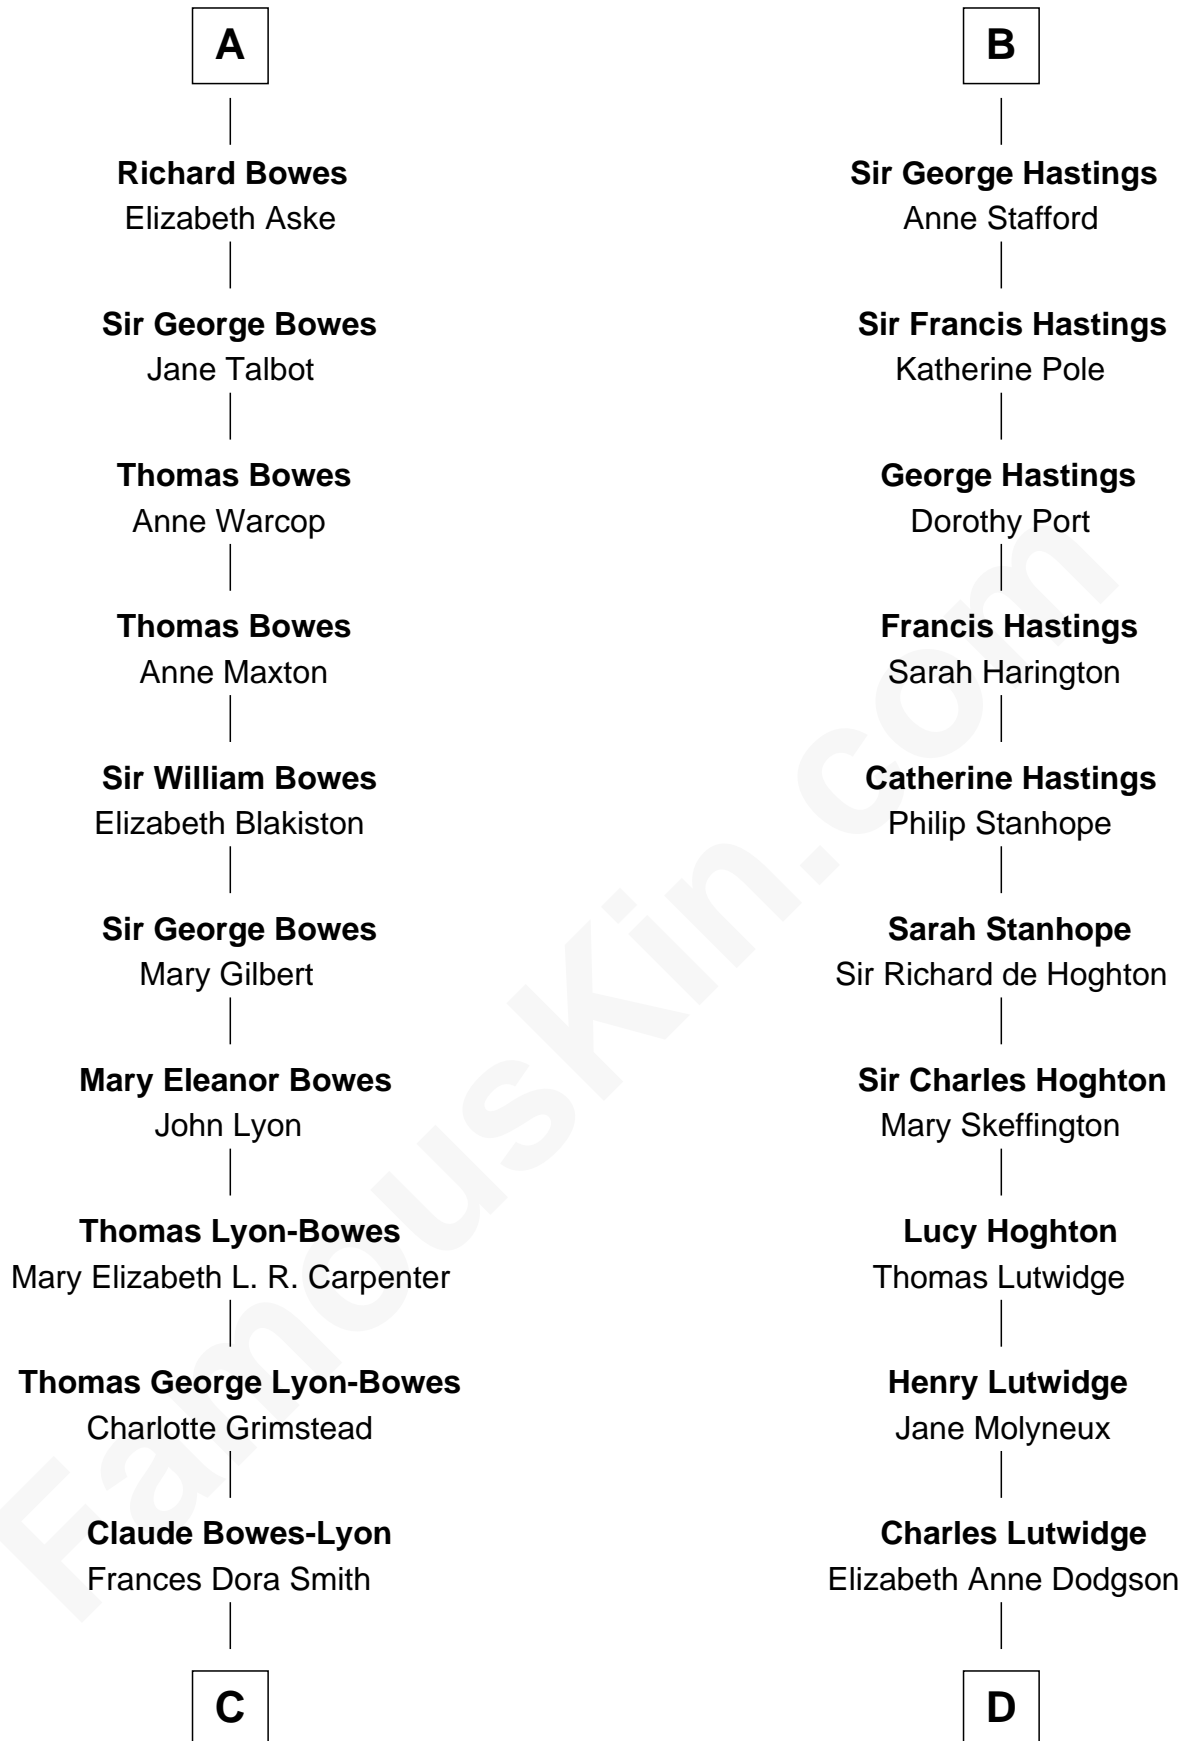 A
Richard Bowes
Elizabeth Aske
Sir George Bowes
Jane Talbot
Thomas Bowes
Anne Warcop
Thomas Bowes
Anne Maxton
Sir William Bowes
Elizabeth Blakiston
Sir George Bowes
Mary Gilbert
Mary Eleanor Bowes
John Lyon
Thomas Lyon-Bowes
Mary Elizabeth L. R. Carpenter
Thomas George Lyon-Bowes
Charlotte Grimstead
Claude Bowes-Lyon
Frances Dora Smith
C
B
Sir George Hastings
Anne Stafford
Sir Francis Hastings
Katherine Pole
George Hastings
Dorothy Port
Francis Hastings
Sarah Harington
Catherine Hastings
Philip Stanhope
Sarah Stanhope
Sir Richard de Hoghton
Sir Charles Hoghton
Mary Skeffington
Lucy Hoghton
Thomas Lutwidge
Henry Lutwidge
Jane Molyneux
Charles Lutwidge
Elizabeth Anne Dodgson
D
FamousKin.com